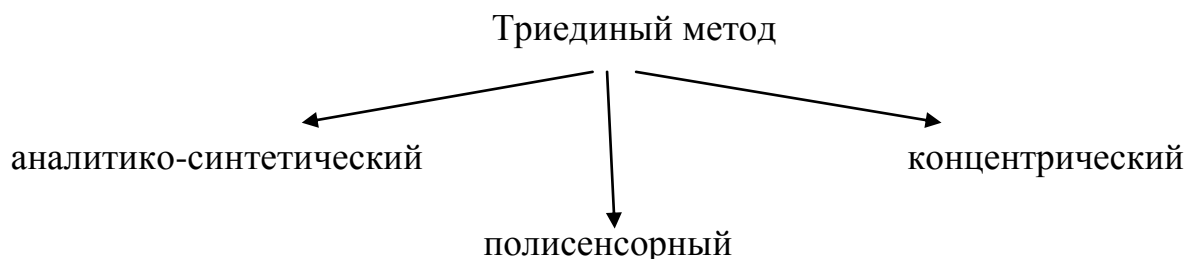 Триединый метод
аналитико-синтетический
концентрический
полисенсорный